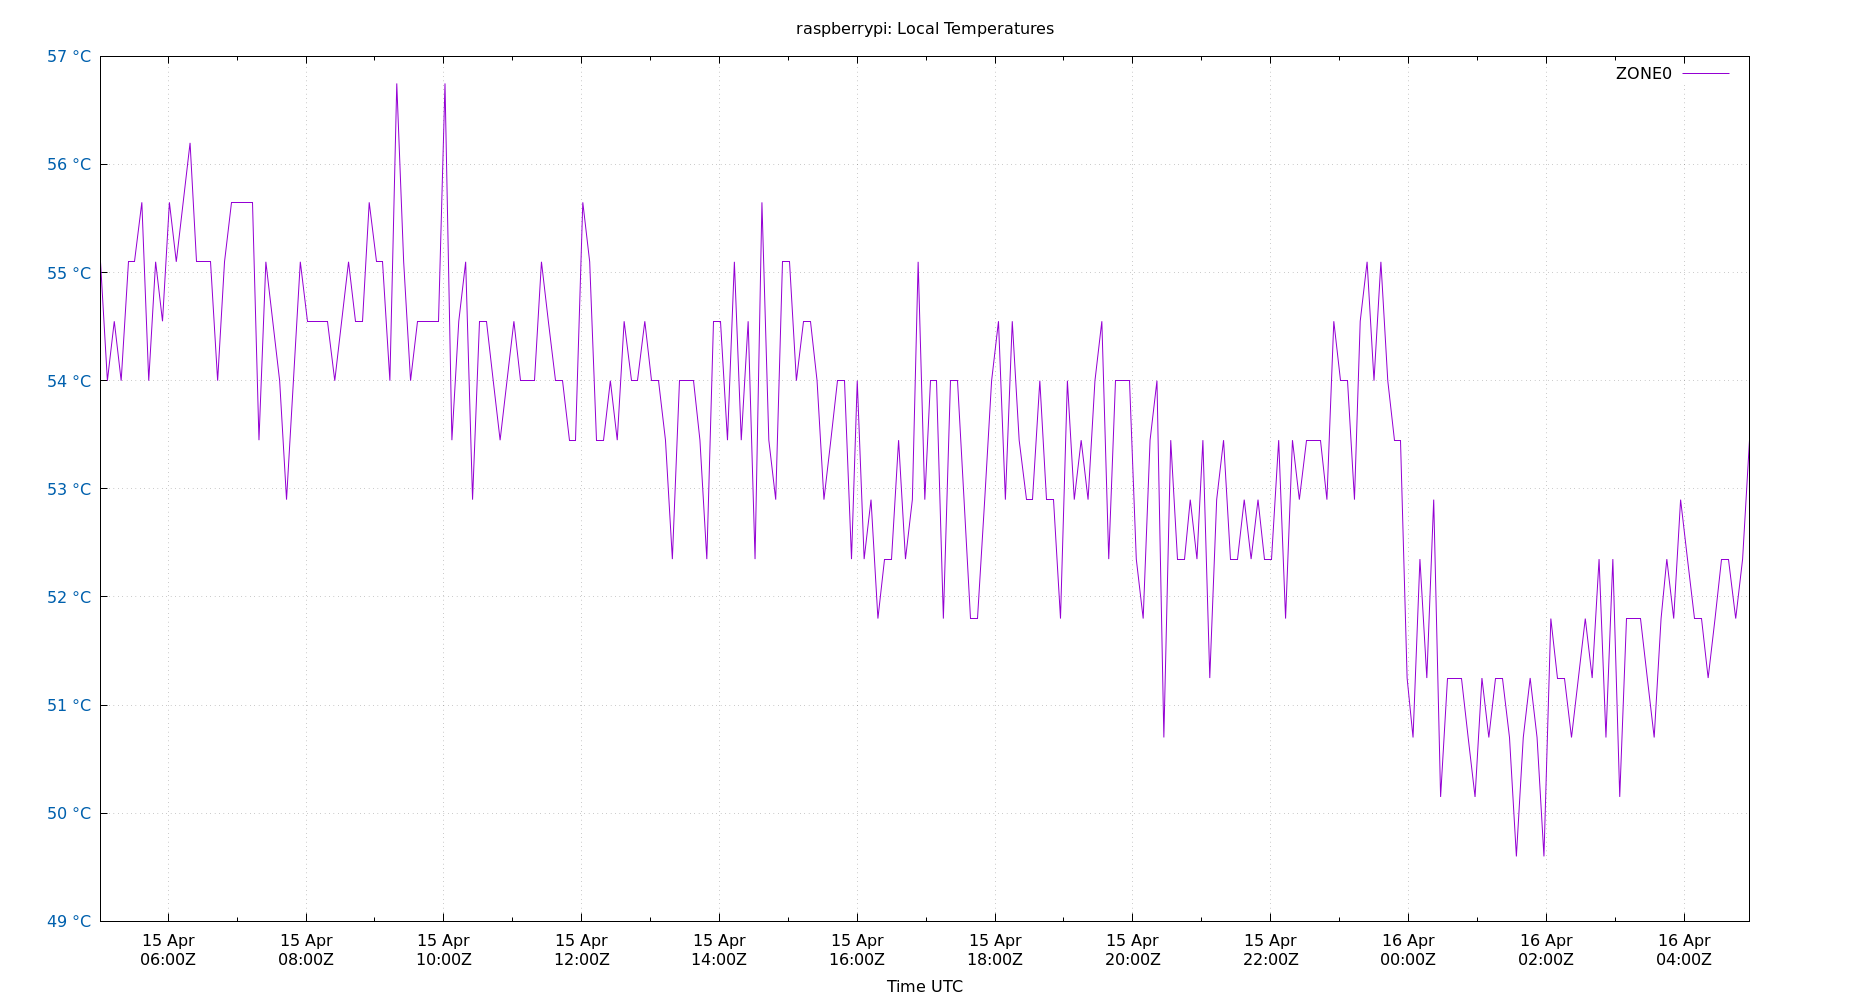 raspberrypi: Local Temperatures
57 °C
ZONE0
56 °C
55 °C
54 °C
53 °C
52 °C
51 °C
50 °C
49 °C
15 Apr 15 Apr 15 Apr 15 Apr 15 Apr 15 Apr 15 Apr 15 Apr 15 Apr 16 Apr 16 Apr 16 Apr
06:00Z 08:00Z 10:00Z 12:00Z 14:00Z 16:00Z 18:00Z 20:00Z 22:00Z 00:00Z 02:00Z 04:00Z
Time UTC